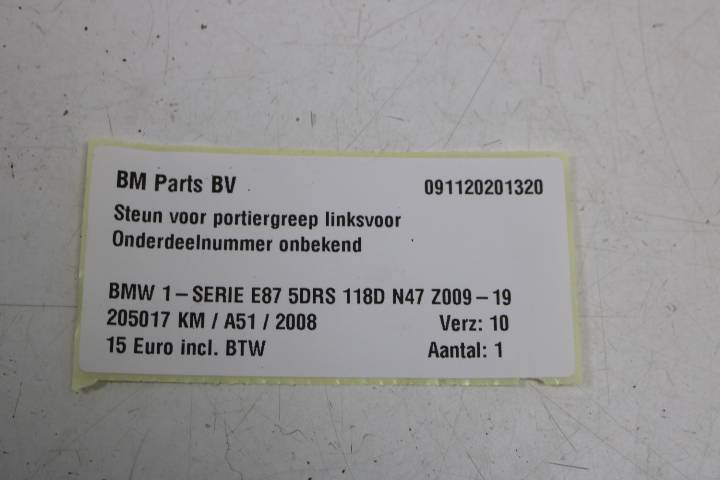 BM Parts BV 091120201320
Steun voor portiergreep linksvoor
Onderdeelnummer onbekend
BMW 1-SERIE E87 5DRS 118D N47 Z009-19
205017 KM / A51 / 2008 Verz: 10
15 Euro incl. BTW Aantal: 1